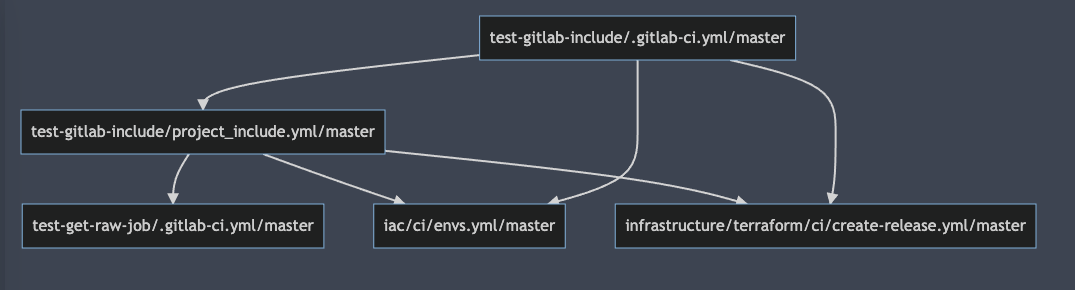 test-gitlab-include/.gitlab-ci.yml/master
test-gitlab-include/project_include.yml/master
test-get-raw-job/.gitlab-ci.yml/master
iac/ci/envs.yml/master
infrastructure/terraform/ci/create-release.yml/master